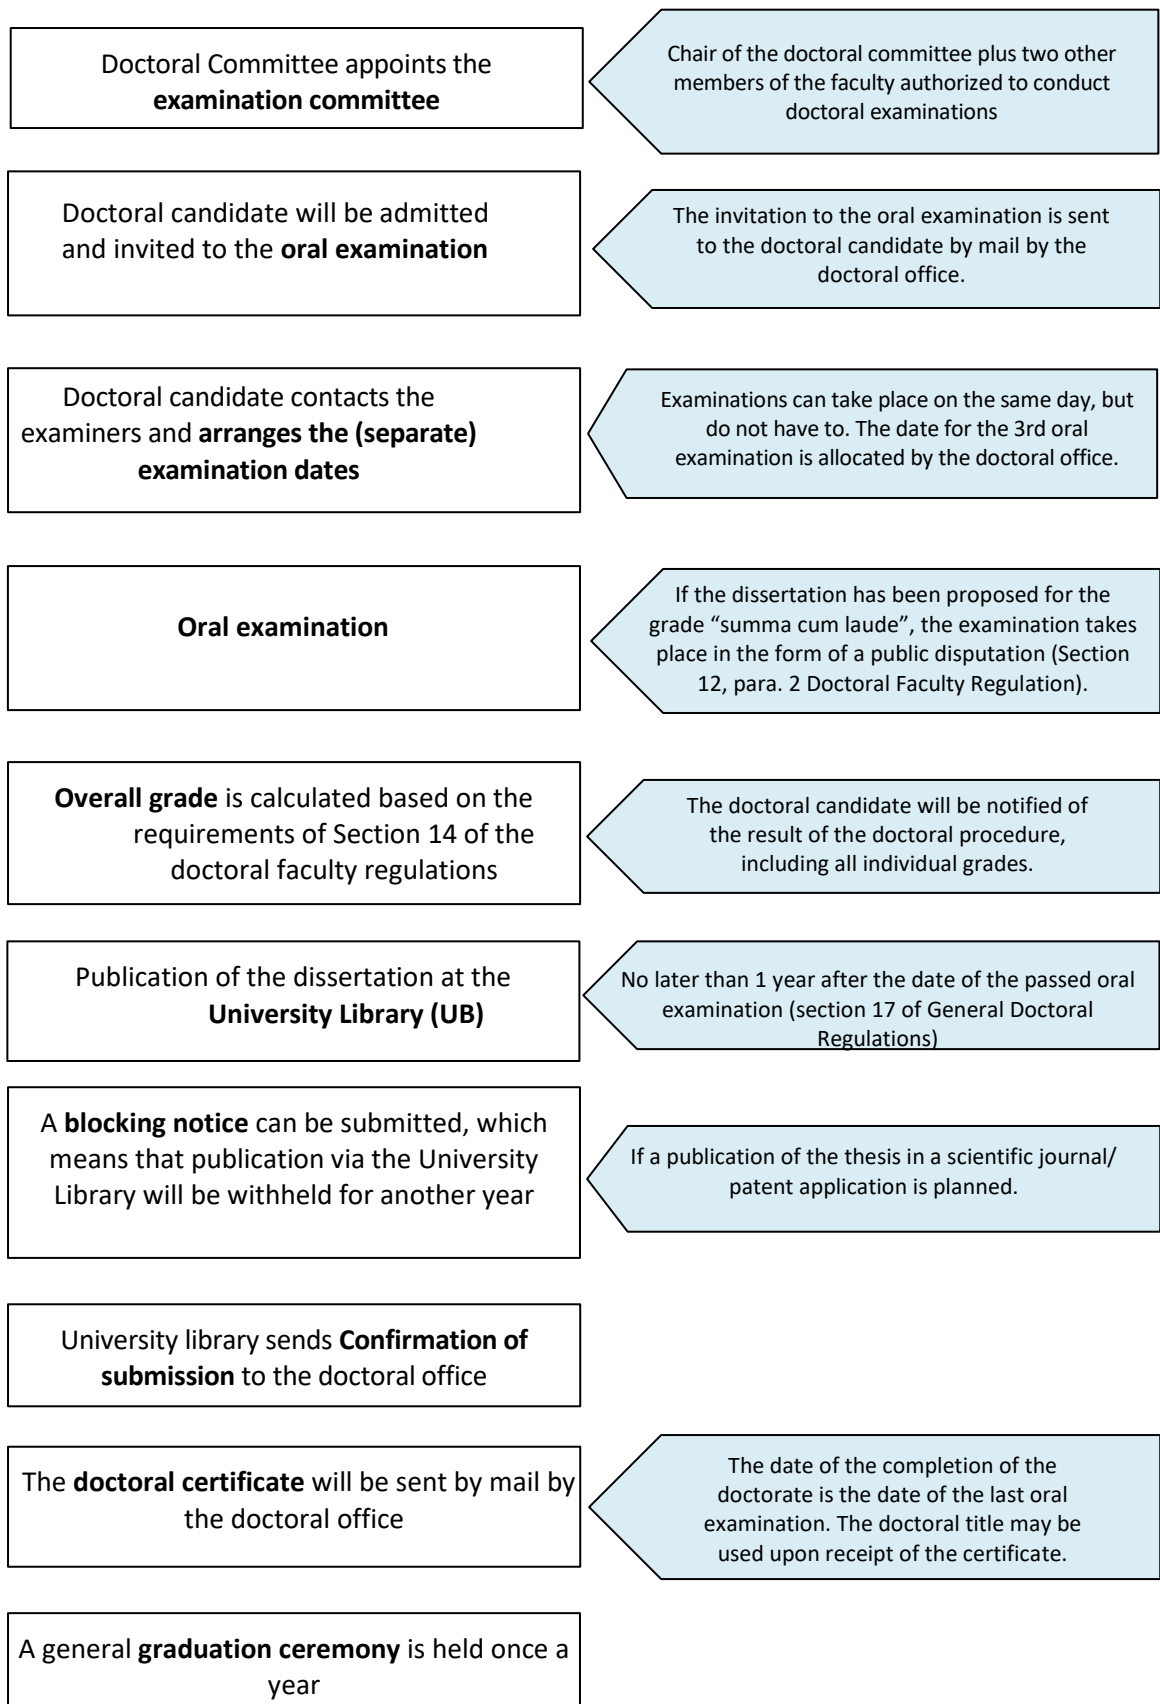 Doctoral Committee appoints the
examination committee
Chair of the doctoral committee plus two other
members of the faculty authorized to conduct
doctoral examinations
Doctoral candidate will be admitted
and invited to the oral examination
The invitation to the oral examination is sent
to the doctoral candidate by mail by the
doctoral office.
Doctoral candidate contacts the
examiners and arranges the (separate)
examination dates
Examinations can take place on the same day, but
do not have to. The date for the 3rd oral
examination is allocated by the doctoral office.
Oral examination
If the dissertation has been proposed for the
grade “summa cum laude”, the examination takes
place in the form of a public disputation (Section
12, para. 2 Doctoral Faculty Regulation).
Overall grade is calculated based on the
requirements of Section 14 of the
doctoral faculty regulations
The doctoral candidate will be notified of
the result of the doctoral procedure,
including all individual grades.
Publication of the dissertation at the
University Library (UB)
No later than 1 year after the date of the passed oral
examination (section 17 of General Doctoral
Regulations)
A blocking notice can be submitted, which
means that publication via the University
Library will be withheld for another year
If a publication of the thesis in a scientific journal/
patent application is planned.
University library sends Confirmation of
submission to the doctoral office
The doctoral certificate will be sent by mail by
the doctoral office
The date of the completion of the
doctorate is the date of the last oral
examination. The doctoral title may be
used upon receipt of the certificate.
A general graduation ceremony is held once a
year